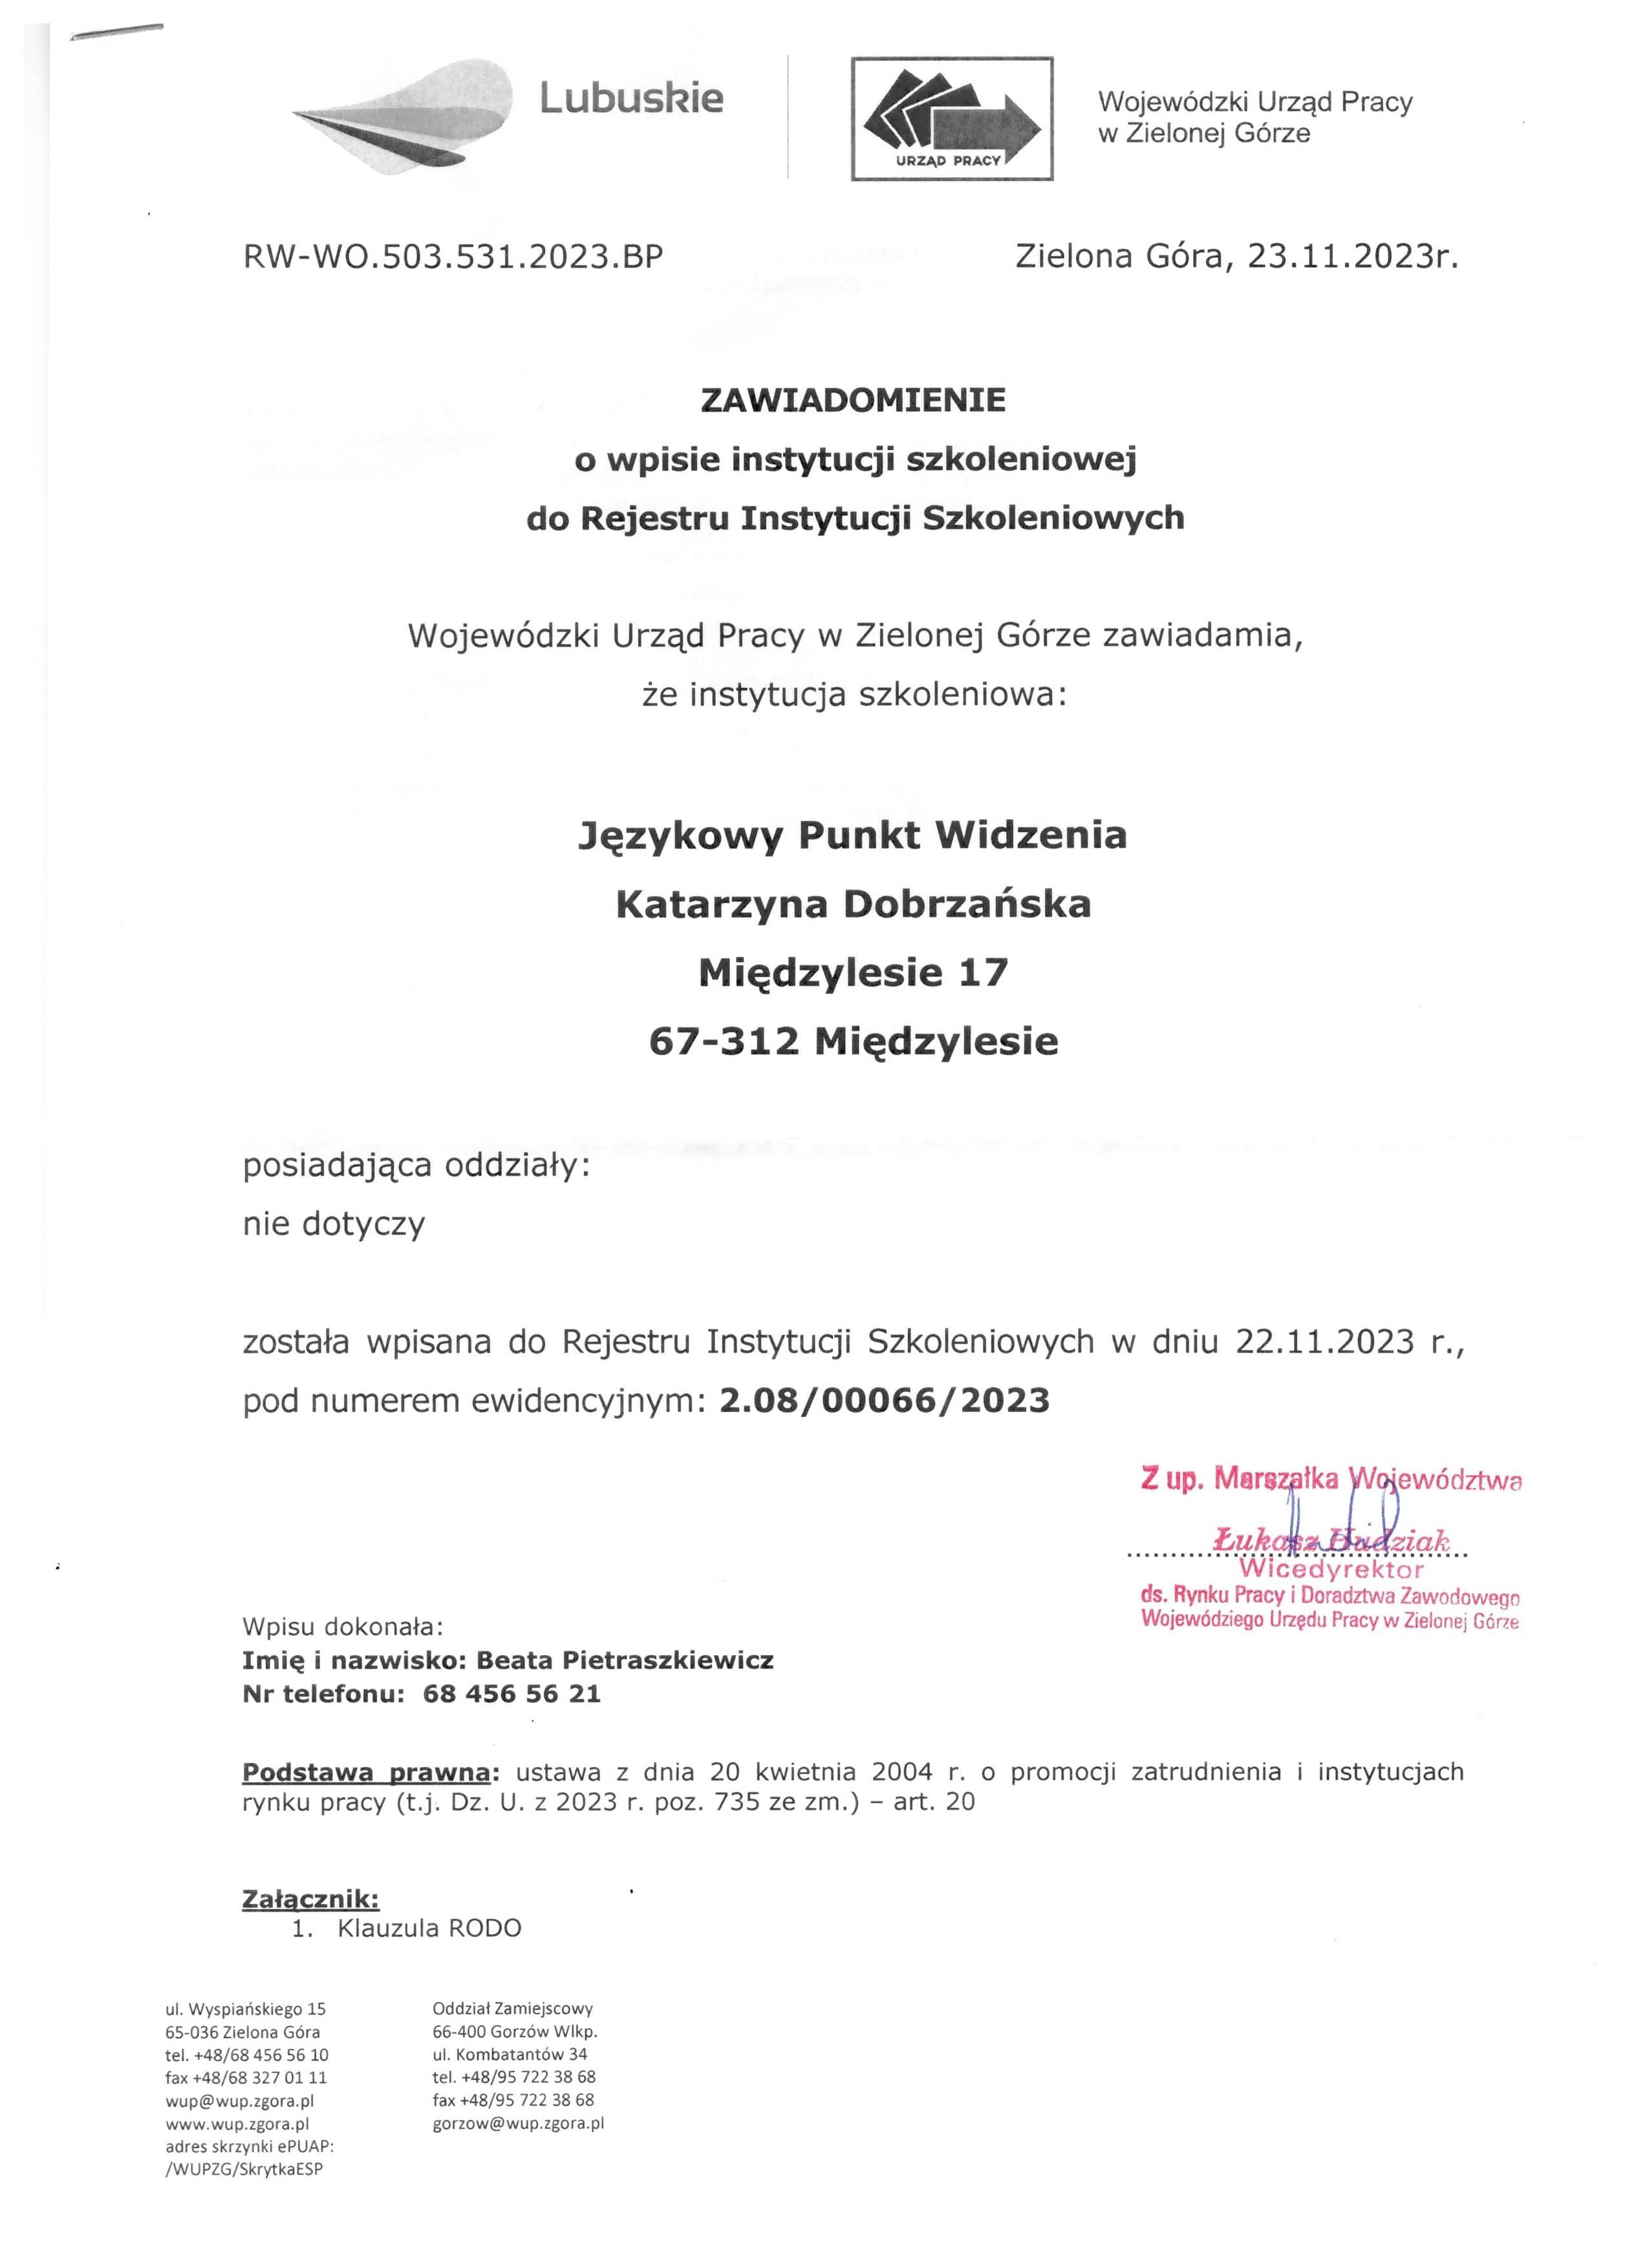 Lubuskie
URZĄD PRACY
Wojewódzki Urząd Pracy
w Zielonej Górze
RW-WO.503.531.2023.BP
Zielona Góra, 23.11.2023r.
ZAWIADOMIENIE
o wpisie instytucji szkoleniowej
do Rejestru Instytucji Szkoleniowych
Wojewódzki Urząd Pracy w Zielonej Górze zawiadamia,
że instytucja szkoleniowa:
Językowy Punkt Widzenia
Katarzyna Dobrzańska
Międzylesie 17
67-312 Międzylesie
posiadająca oddziały:
nie dotyczy
została wpisana do Rejestru Instytucji Szkoleniowych w dniu 22.11.2023 r.,
pod numerem ewidencyjnym: 2.08/00066/2023
Z up. Marszałka Województwa
Łukasz Hudziak
Wicedyrektor
ds. Rynku Pracy i Doradztwa Zawodowego
Wojewódziego Urzędu Pracy w Zielonej Górze
Wpisu dokonała:
Imię i nazwisko: Beata Pietraszkiewicz
Nr telefonu: 68 456 56 21
Podstawa prawna: ustawa z dnia 20 kwietnia 2004 r. o promocji zatrudnienia i instytucjach
rynku pracy (t.j. Dz. U. z 2023 r. poz. 735 ze zm.) – art. 20
Załącznik:
1. Klauzula RODO
ul. Wyspiańskiego 15
65-036 Zielona Góra
tel. +48/68 456 56 10
fax +48/68 327 01 11
wup@wup.zgora.pl
www.wup.zgora.pl
adres skrzynki ePUAP:
/WUPZG/SkrytkaESP
Oddział Zamiejscowy
66-400 Gorzów Wlkp.
ul. Kombatantów 34
tel. +48/95 722 38 68
fax +48/95 722 38 68
gorzow@wup.zgora.pl